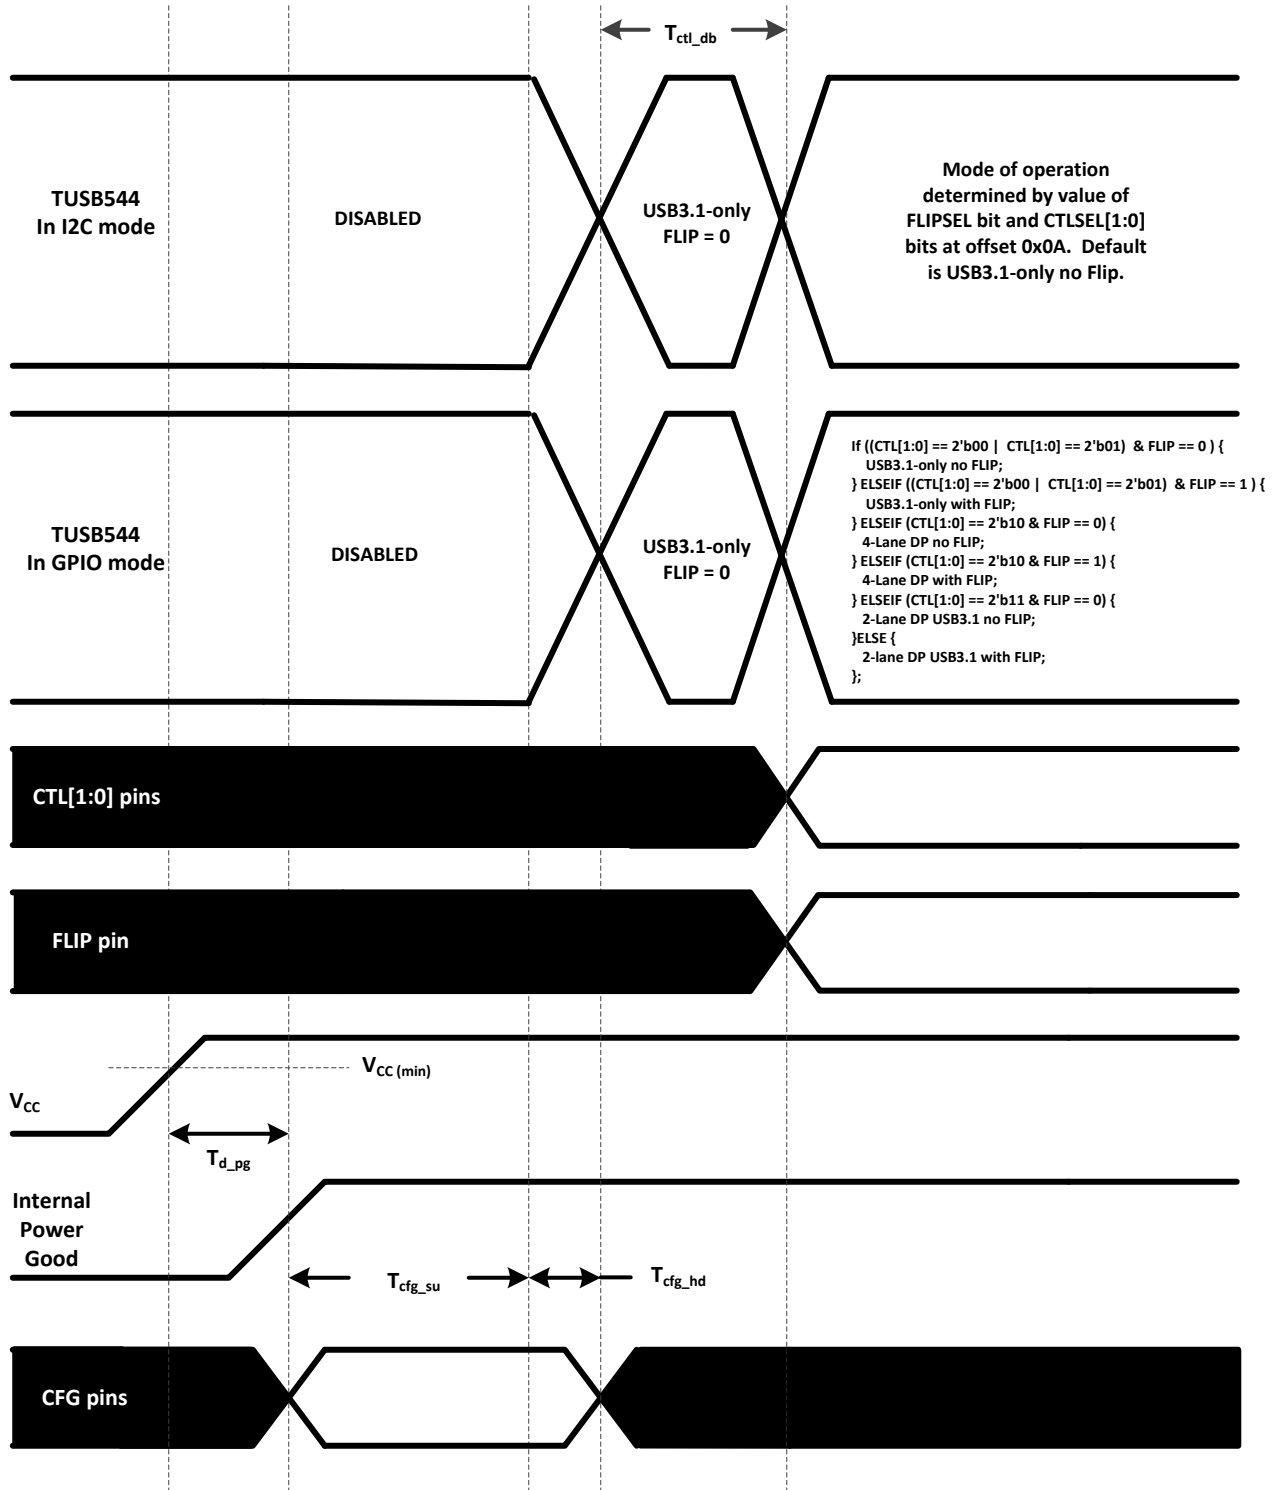 T_ctl_db
TUSB544
In I2C mode
DISABLED
USB3.1-only
FLIP = 0
Mode of operation
determined by value of
FLIPSEL bit and CTLSEL[1:0]
bits at offset 0x0A.  Default
is USB3.1-only no Flip.
TUSB544
In GPIO mode
DISABLED
USB3.1-only
FLIP = 0
If ((CTL[1:0] == 2'b00 |  CTL[1:0] == 2'b01)  & FLIP == 0 ) {
USB3.1-only no FLIP;
} ELSEIF ((CTL[1:0] == 2'b00 |  CTL[1:0] == 2'b01)  & FLIP == 1 ) {
USB3.1-only with FLIP;
} ELSEIF (CTL[1:0] == 2'b10 & FLIP == 0) {
4-Lane DP no FLIP;
} ELSEIF (CTL[1:0] == 2'b10 & FLIP == 1) {
4-Lane DP with FLIP;
} ELSEIF (CTL[1:0] == 2'b11 & FLIP == 0) {
2-Lane DP USB3.1 no FLIP;
}ELSE {
2-lane DP USB3.1 with FLIP;
};
CTL[1:0] pins
FLIP pin
V_CC (min)
V_CC
T_d_pg
Internal
Power
Good
T_cfg_su
T_cfg_hd
CFG pins